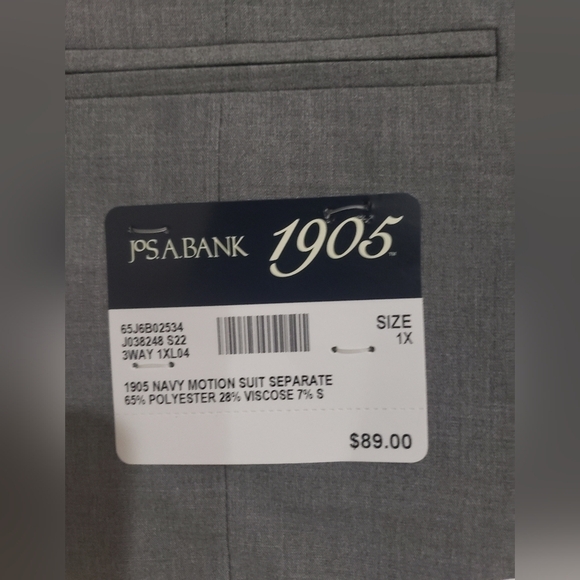 JOS.A.BANK 1905™
65J6B02534
J038248 S22
3WAY 1XL04
SIZE
1X
1905 NAVY MOTION SUIT SEPARATE
65% POLYESTER 28% VISCOSE 7% S
$89.00